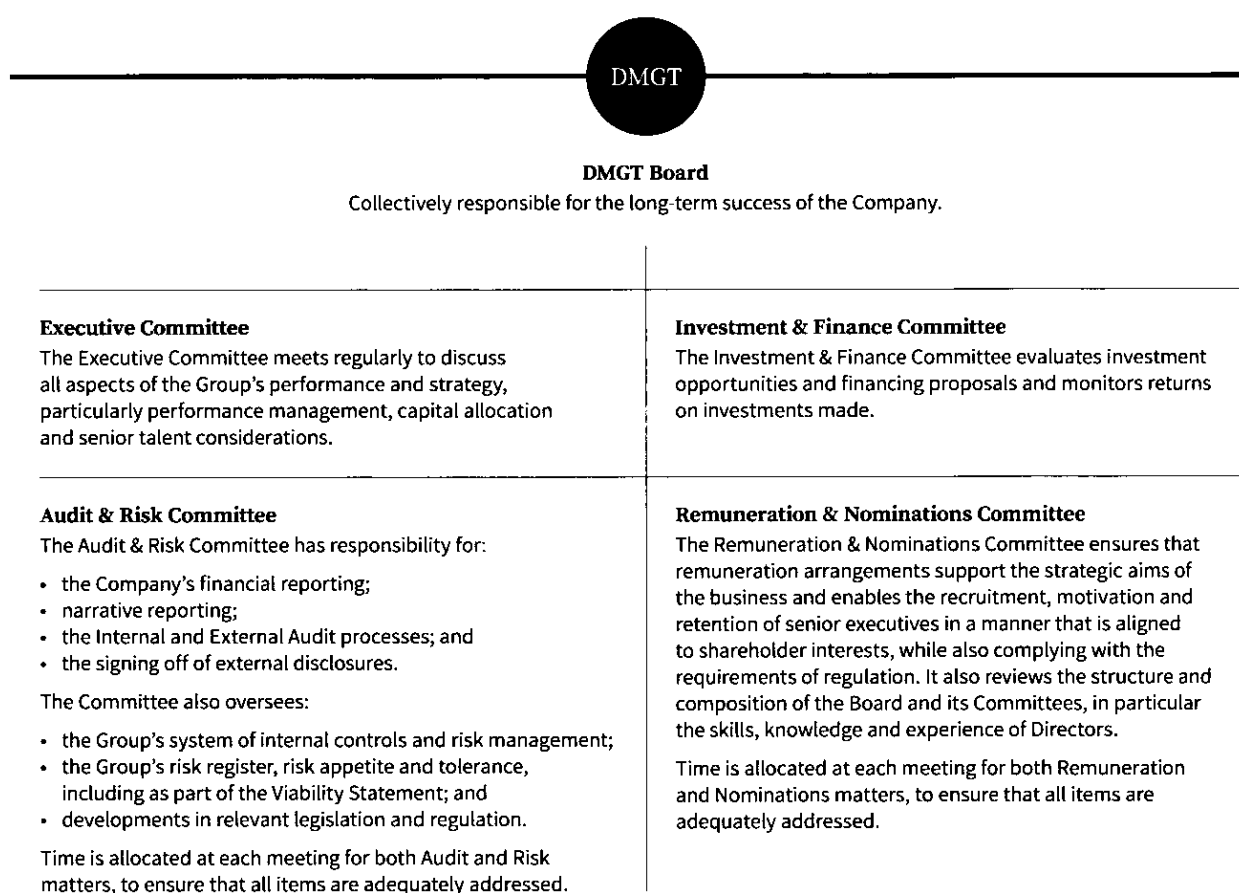 DMGT
DMGT Board
Collectively responsible for the long-term success of the Company.
Executive Committee
The Executive Committee meets regularly to discuss
all aspects of the Group's performance and strategy,
particularly performance management, capital allocation
and senior talent considerations.
Investment & Finance Committee
The Investment & Finance Committee evaluates investment
opportunities and financing proposals and monitors returns
on investments made.
Audit & Risk Committee
The Audit & Risk Committee has responsibility for:
• the Company's financial reporting;
• narrative reporting;
• the Internal and External Audit processes; and
• the signing off of external disclosures.
The Committee also oversees:
• the Group's system of internal controls and risk management;
• the Group's risk register, risk appetite and tolerance,
including as part of the Viability Statement; and
• developments in relevant legislation and regulation.
Time is allocated at each meeting for both Audit and Risk
matters, to ensure that all items are adequately addressed.
Remuneration & Nominations Committee
The Remuneration & Nominations Committee ensures that
remuneration arrangements support the strategic aims of
the business and enables the recruitment, motivation and
retention of senior executives in a manner that is aligned
to shareholder interests, while also complying with the
requirements of regulation. It also reviews the structure and
composition of the Board and its Committees, in particular
the skills, knowledge and experience of Directors.
Time is allocated at each meeting for both Remuneration
and Nominations matters, to ensure that all items are
adequately addressed.